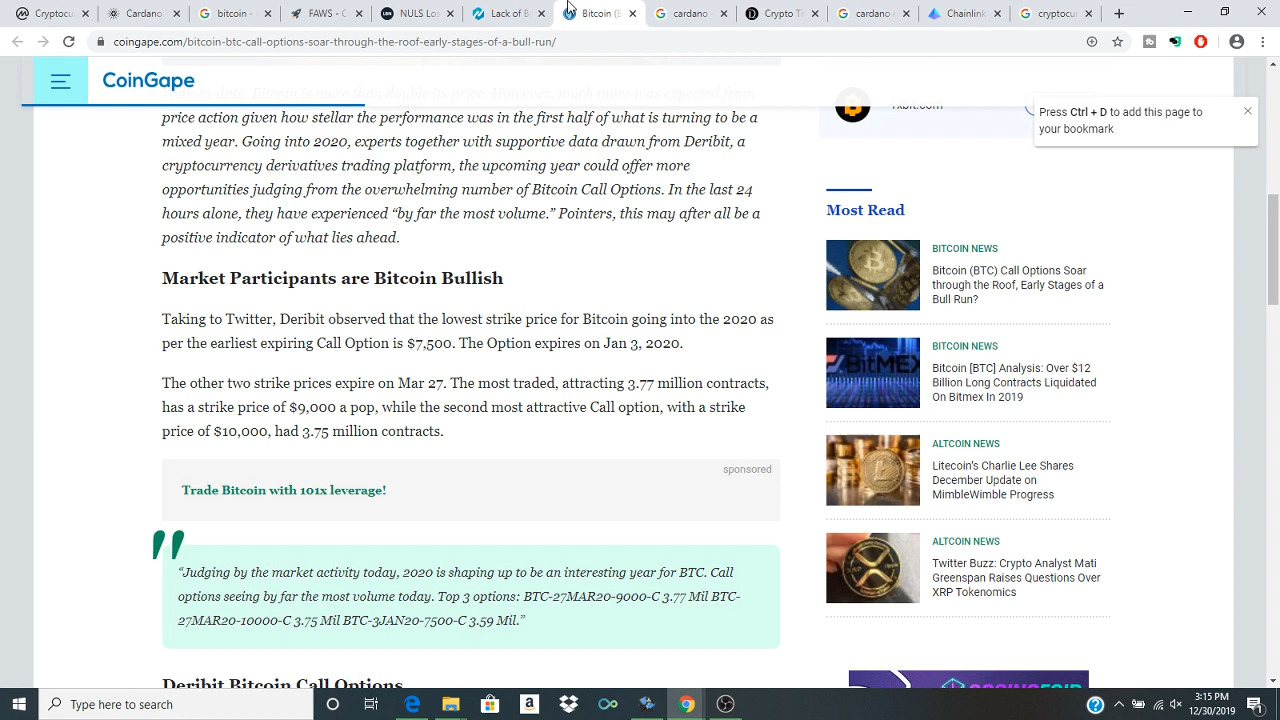 Cryptocu
Google
bitcoin -
FAWS - C
NULS Los
Lack of B
Bitcoin (B
cardano
Crypto Tr
cardano
Chainlink
cryptocu
coingape.com/bitcoin-btc-call-options-soar-through-the-roof-early-stages-of-a-bull-run/
CoinGape
Year-to-date, Bitcoin is more than double its price. However, much more was expected from
price action given how stellar the performance was in the first half of what is turning to be a
mixed year. Going into 2020, experts together with supportive data drawn from Deribit, a
cryptocurrency derivatives trading platform, the upcoming year could offer more
opportunities judging from the overwhelming number of Bitcoin Call Options. In the last 24
hours alone, they have experienced “by far the most volume.” Pointers, this may after all be a
positive indicator of what lies ahead.
Market Participants are Bitcoin Bullish
Taking to Twitter, Deribit observed that the lowest strike price for Bitcoin going into the 2020 as
per the earliest expiring Call Option is $7,500. The Option expires on Jan 3, 2020.
The other two strike prices expire on Mar 27. The most traded, attracting 3.77 million contracts,
has a strike price of $9,000 a pop, while the second most attractive Call option, with a strike
price of $10,000, had 3.75 million contracts.
sponsored
Trade Bitcoin with 101x leverage!
“Judging by the market activity today, 2020 is shaping up to be an interesting year for BTC. Call
options seeing by far the most volume today. Top 3 options: BTC-27MAR20-9000-C 3.77 Mil BTC-
27MAR20-10000-C 3.75 Mil BTC-3JAN20-7500-C 3.59 Mil.”
Deribit Bitcoin Call Options
Press Ctrl + D to add this page to
your bookmark
Most Read
BITCOIN NEWS
Bitcoin (BTC) Call Options Soar
through the Roof, Early Stages of a
Bull Run?
BITCOIN NEWS
Bitcoin [BTC] Analysis: Over $12
Billion Long Contracts Liquidated
On Bitmex In 2019
BitMEX
ALTCOIN NEWS
Litecoin’s Charlie Lee Shares
December Update on
MimbleWimble Progress
ALTCOIN NEWS
Twitter Buzz: Crypto Analyst Mati
Greenspan Raises Questions Over
XRP Tokenomics
Type here to search
3:15 PM
12/30/2019